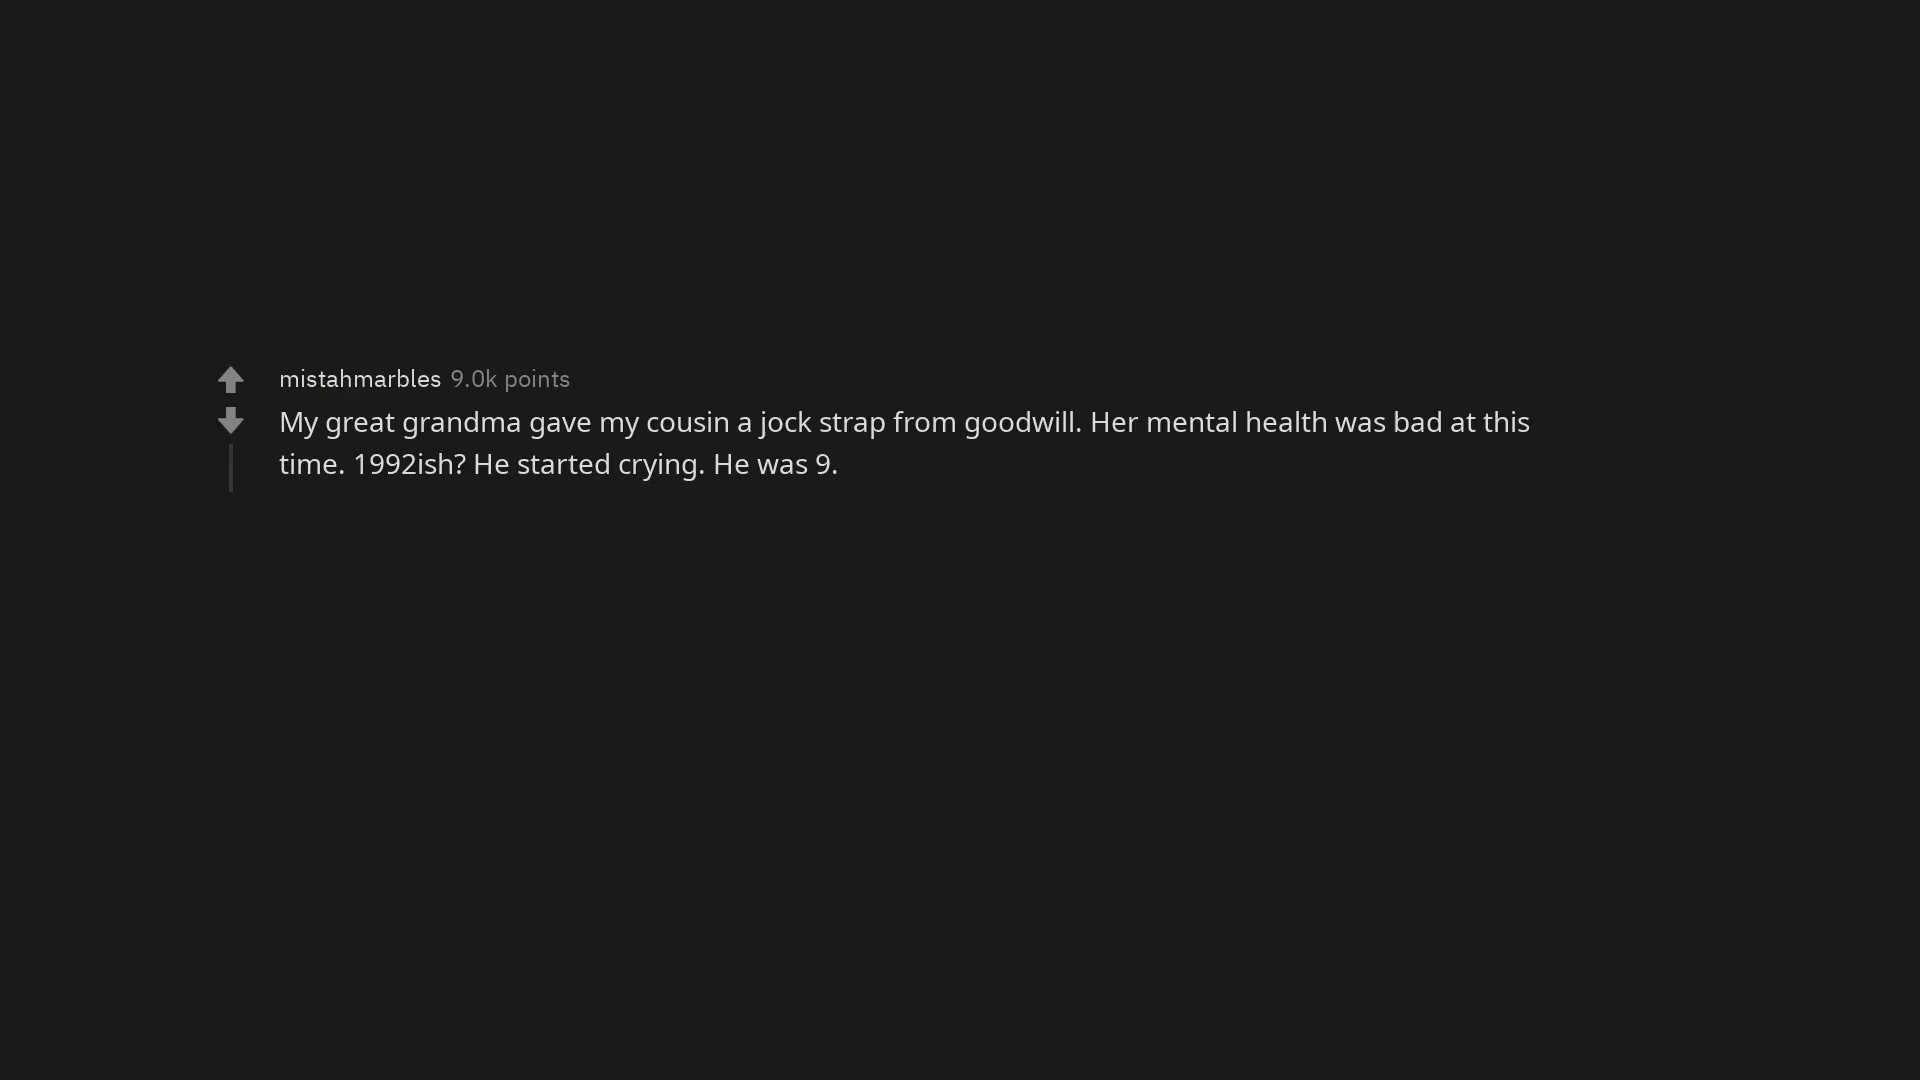 mistahmarbles 9.0k points
My great grandma gave my cousin a jock strap from goodwill. Her mental health was bad at this
time. 1992ish? He started crying. He was 9.